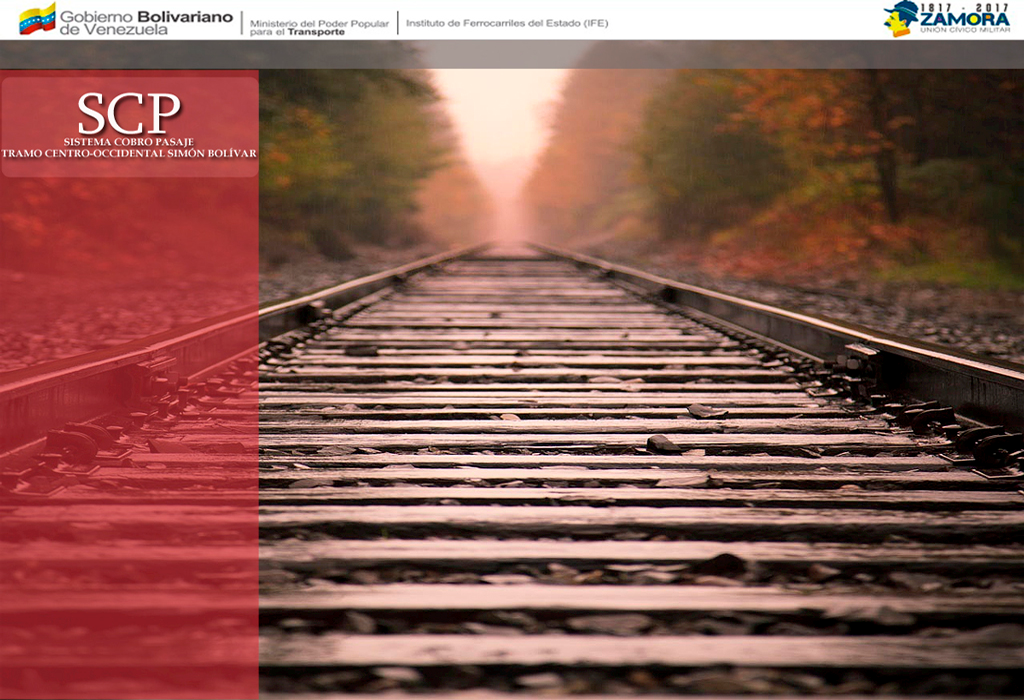 Gobierno Bolivariano
de Venezuela
Ministerio del Poder Popular
para el Transporte
Instituto de Ferrocarriles del Estado (IFE)
1817 - 2017
ZAMORA
UNIÓN CÍVICO MILITAR
SCP
SISTEMA COBRO PASAJE
TRAMO CENTRO-OCCIDENTAL SIMÓN BOLÍVAR